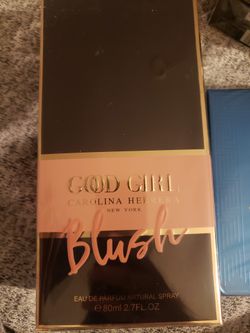 GOOD GIRL
CAROLINA HERRERA
NEW YORK
Blush
EAU DE PARFUM NATURAL SPRAY
℮80ml 2.7FL.OZ